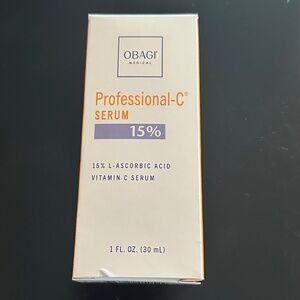 OBAGI
MEDICAL
Professional-C®
SERUM
15%
15% L-ASCORBIC ACID
VITAMIN C SERUM
1 FL. OZ. (30 mL)